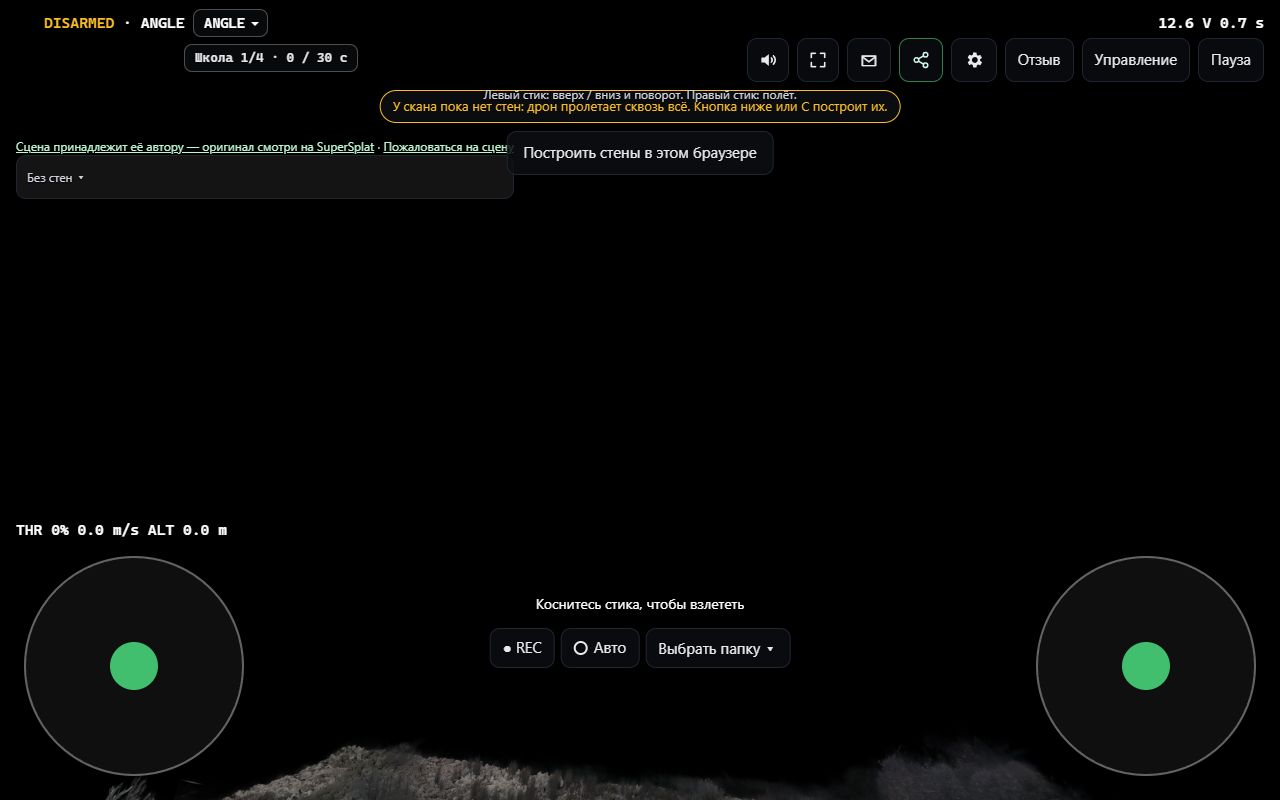 DISARMED · ANGLE ANGLE
12.6 V 0.7 s
Школа 1/4 · 0 / 30 с
Отзыв
Управление
Пауза
Левый стик: вверх / вниз и поворот. Правый стик: полёт.
У скана пока нет стен: дрон пролетает сквозь всё. Кнопка ниже или C построит их.
Сцена принадлежит её автору — оригинал смотри на SuperSplat · Пожаловаться на сцену
Построить стены в этом браузере
Без стен
THR 0% 0.0 m/s ALT 0.0 m
Коснитесь стика, чтобы взлететь
REC
Авто
Выбрать папку